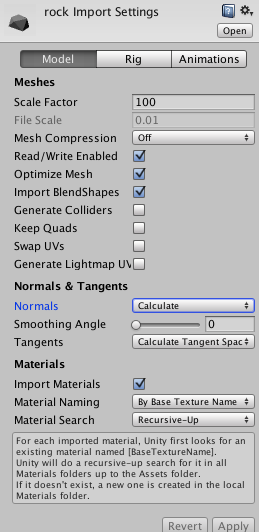 rock Import Settings
Open
Model Rig Animations
Meshes
Scale Factor 100
File Scale 0.01
Mesh Compression Off
Read/Write Enabled
Optimize Mesh
Import BlendShapes
Generate Colliders
Keep Quads
Swap UVs
Generate Lightmap UV
Normals & Tangents
Normals Calculate
Smoothing Angle 0
Tangents Calculate Tangent Spac
Materials
Import Materials
Material Naming By Base Texture Name
Material Search Recursive-Up
For each imported material, Unity first looks for an
existing material named [BaseTextureName].
Unity will do a recursive-up search for it in all
Materials folders up to the Assets folder.
If it doesn't exist, a new one is created in the local
Materials folder.
Revert Apply